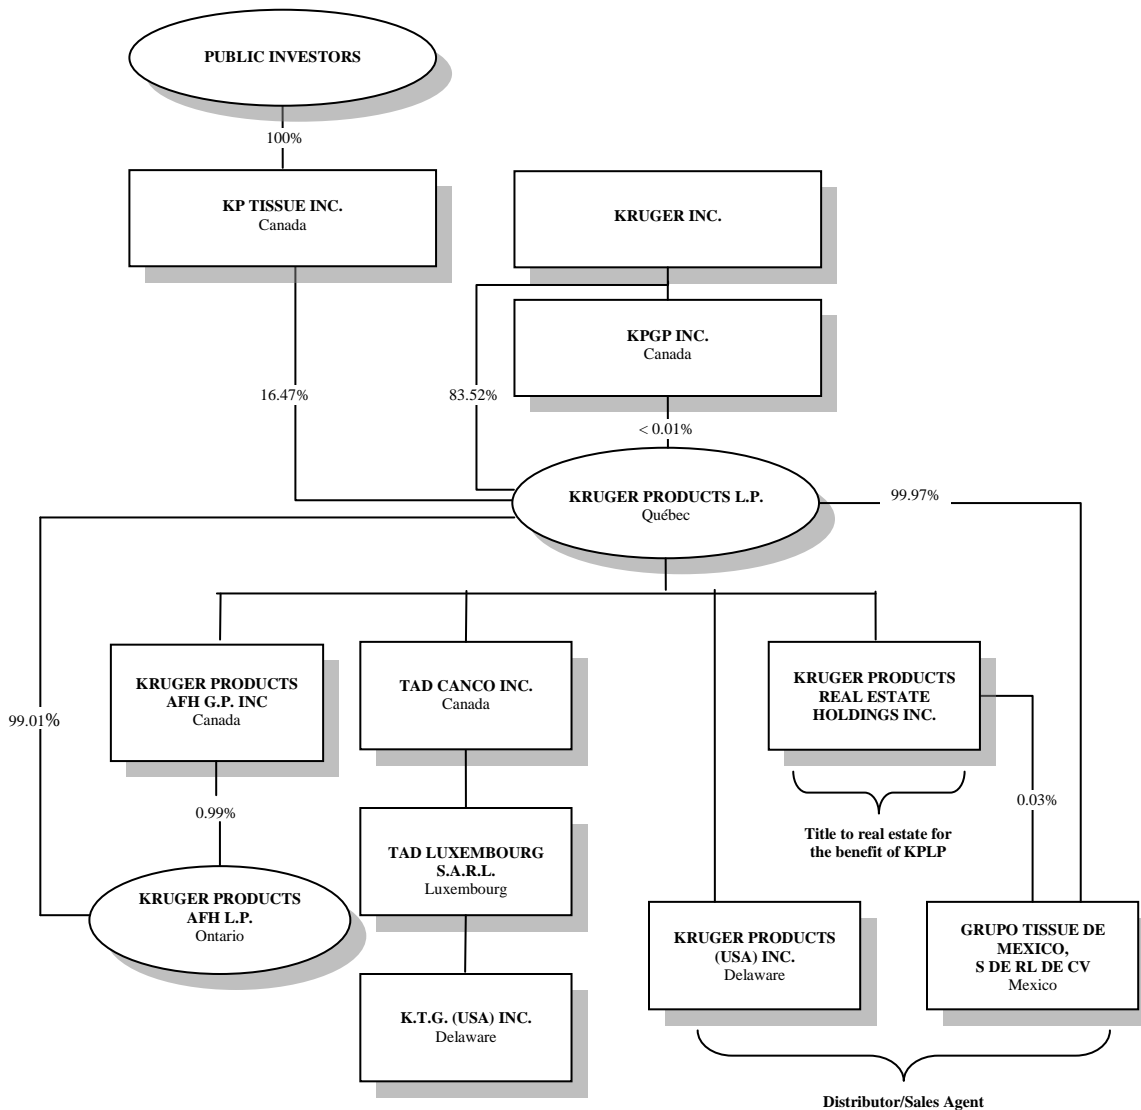 PUBLIC INVESTORS
100%
KP TISSUE INC.
Canada
KRUGER INC.
KPGP INC.
Canada
16.47%
83.52%
< 0.01%
KRUGER PRODUCTS L.P.
Québec
99.97%
KRUGER PRODUCTS
AFH G.P. INC
Canada
TAD CANCO INC.
Canada
KRUGER PRODUCTS
REAL ESTATE
HOLDINGS INC.
99.01%
0.99%
0.03%
Title to real estate for
the benefit of KPLP
TAD LUXEMBOURG
S.A.R.L.
Luxembourg
KRUGER PRODUCTS
AFH L.P.
Ontario
KRUGER PRODUCTS
(USA) INC.
Delaware
GRUPO TISSUE DE
MEXICO,
S DE RL DE CV
Mexico
K.T.G. (USA) INC.
Delaware
Distributor/Sales Agent